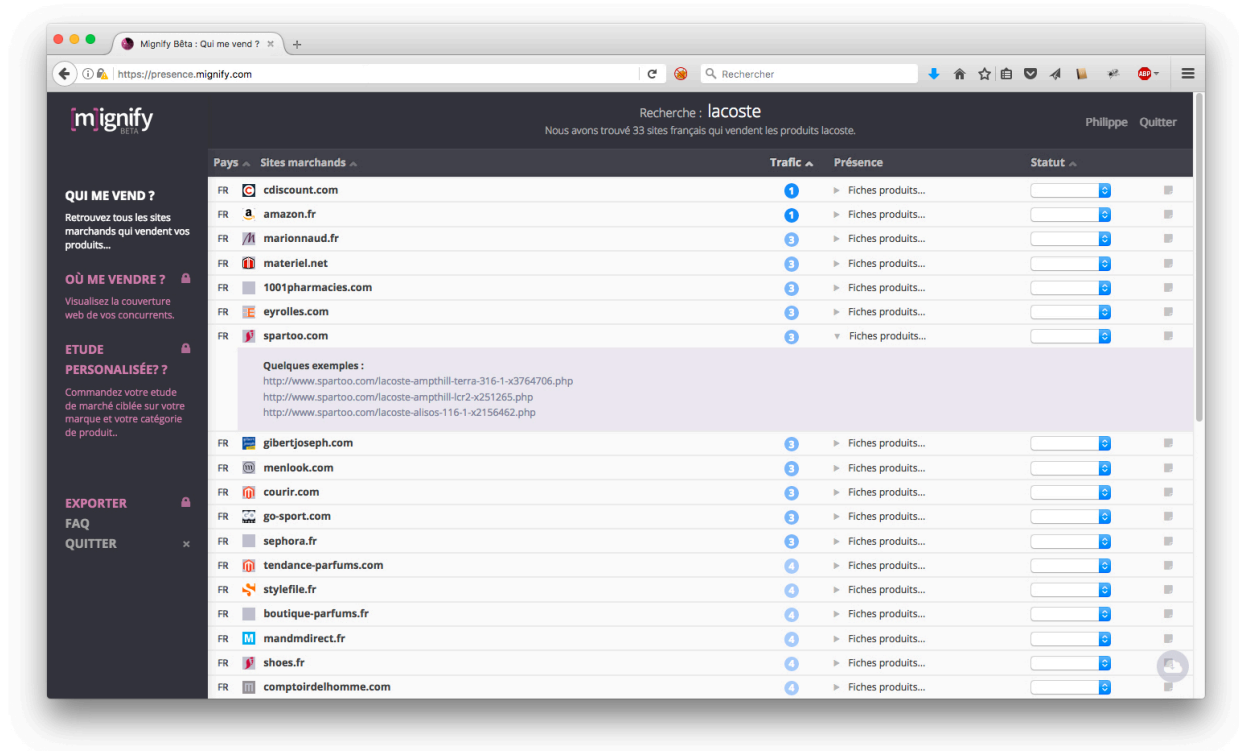 Mignify Bêta : Qui me vend ?
https://presence.mignify.com
Rechercher
ABP
[m]ignify
BETA
Recherche : lacoste
Nous avons trouvé 33 sites français qui vendent les produits lacoste.
Philippe Quitter
QUI ME VEND ?
Retrouvez tous les sites
marchands qui vendent vos
produits...
OÙ ME VENDRE ?
Visualisez la couverture
web de vos concurrents.
ETUDE
PERSONALISÉE? ?
Commandez votre etude
de marché ciblée sur votre
marque et votre catégorie
de produit..
EXPORTER
FAQ
QUITTER
Pays Sites marchands Trafic Présence Statut
FR cdiscount.com 1 Fiches produits...
FR amazon.fr 1 Fiches produits...
FR marionnaud.fr 3 Fiches produits...
FR materiel.net 3 Fiches produits...
FR 1001pharmacies.com 3 Fiches produits...
FR eyrolles.com 3 Fiches produits...
FR spartoo.com 3 Fiches produits...
Quelques exemples :
http://www.spartoo.com/lacoste-ampthill-terra-316-1-x3764706.php
http://www.spartoo.com/lacoste-ampthill-lcr2-x251265.php
http://www.spartoo.com/lacoste-alisos-116-1-x2156462.php
FR gibertjoseph.com 3 Fiches produits...
FR menlook.com 3 Fiches produits...
FR courir.com 3 Fiches produits...
FR go-sport.com 3 Fiches produits...
FR sephora.fr 3 Fiches produits...
FR tendance-parfums.com 4 Fiches produits...
FR stylefile.fr 4 Fiches produits...
FR boutique-parfums.fr 4 Fiches produits...
FR mandmdirect.fr 4 Fiches produits...
FR shoes.fr 4 Fiches produits...
FR comptoirdelhomme.com 4 Fiches produits...